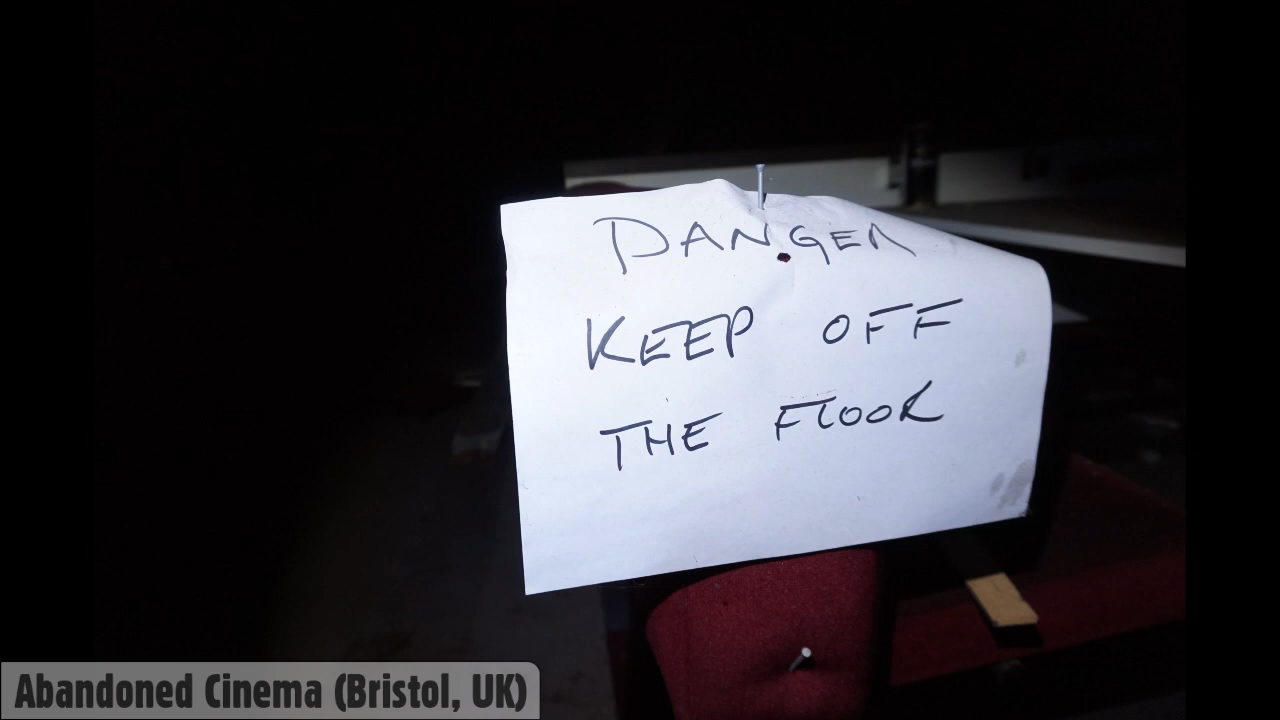 DANGER
KEEP OFF
THE FLOOR
Abandoned Cinema (Bristol, UK)